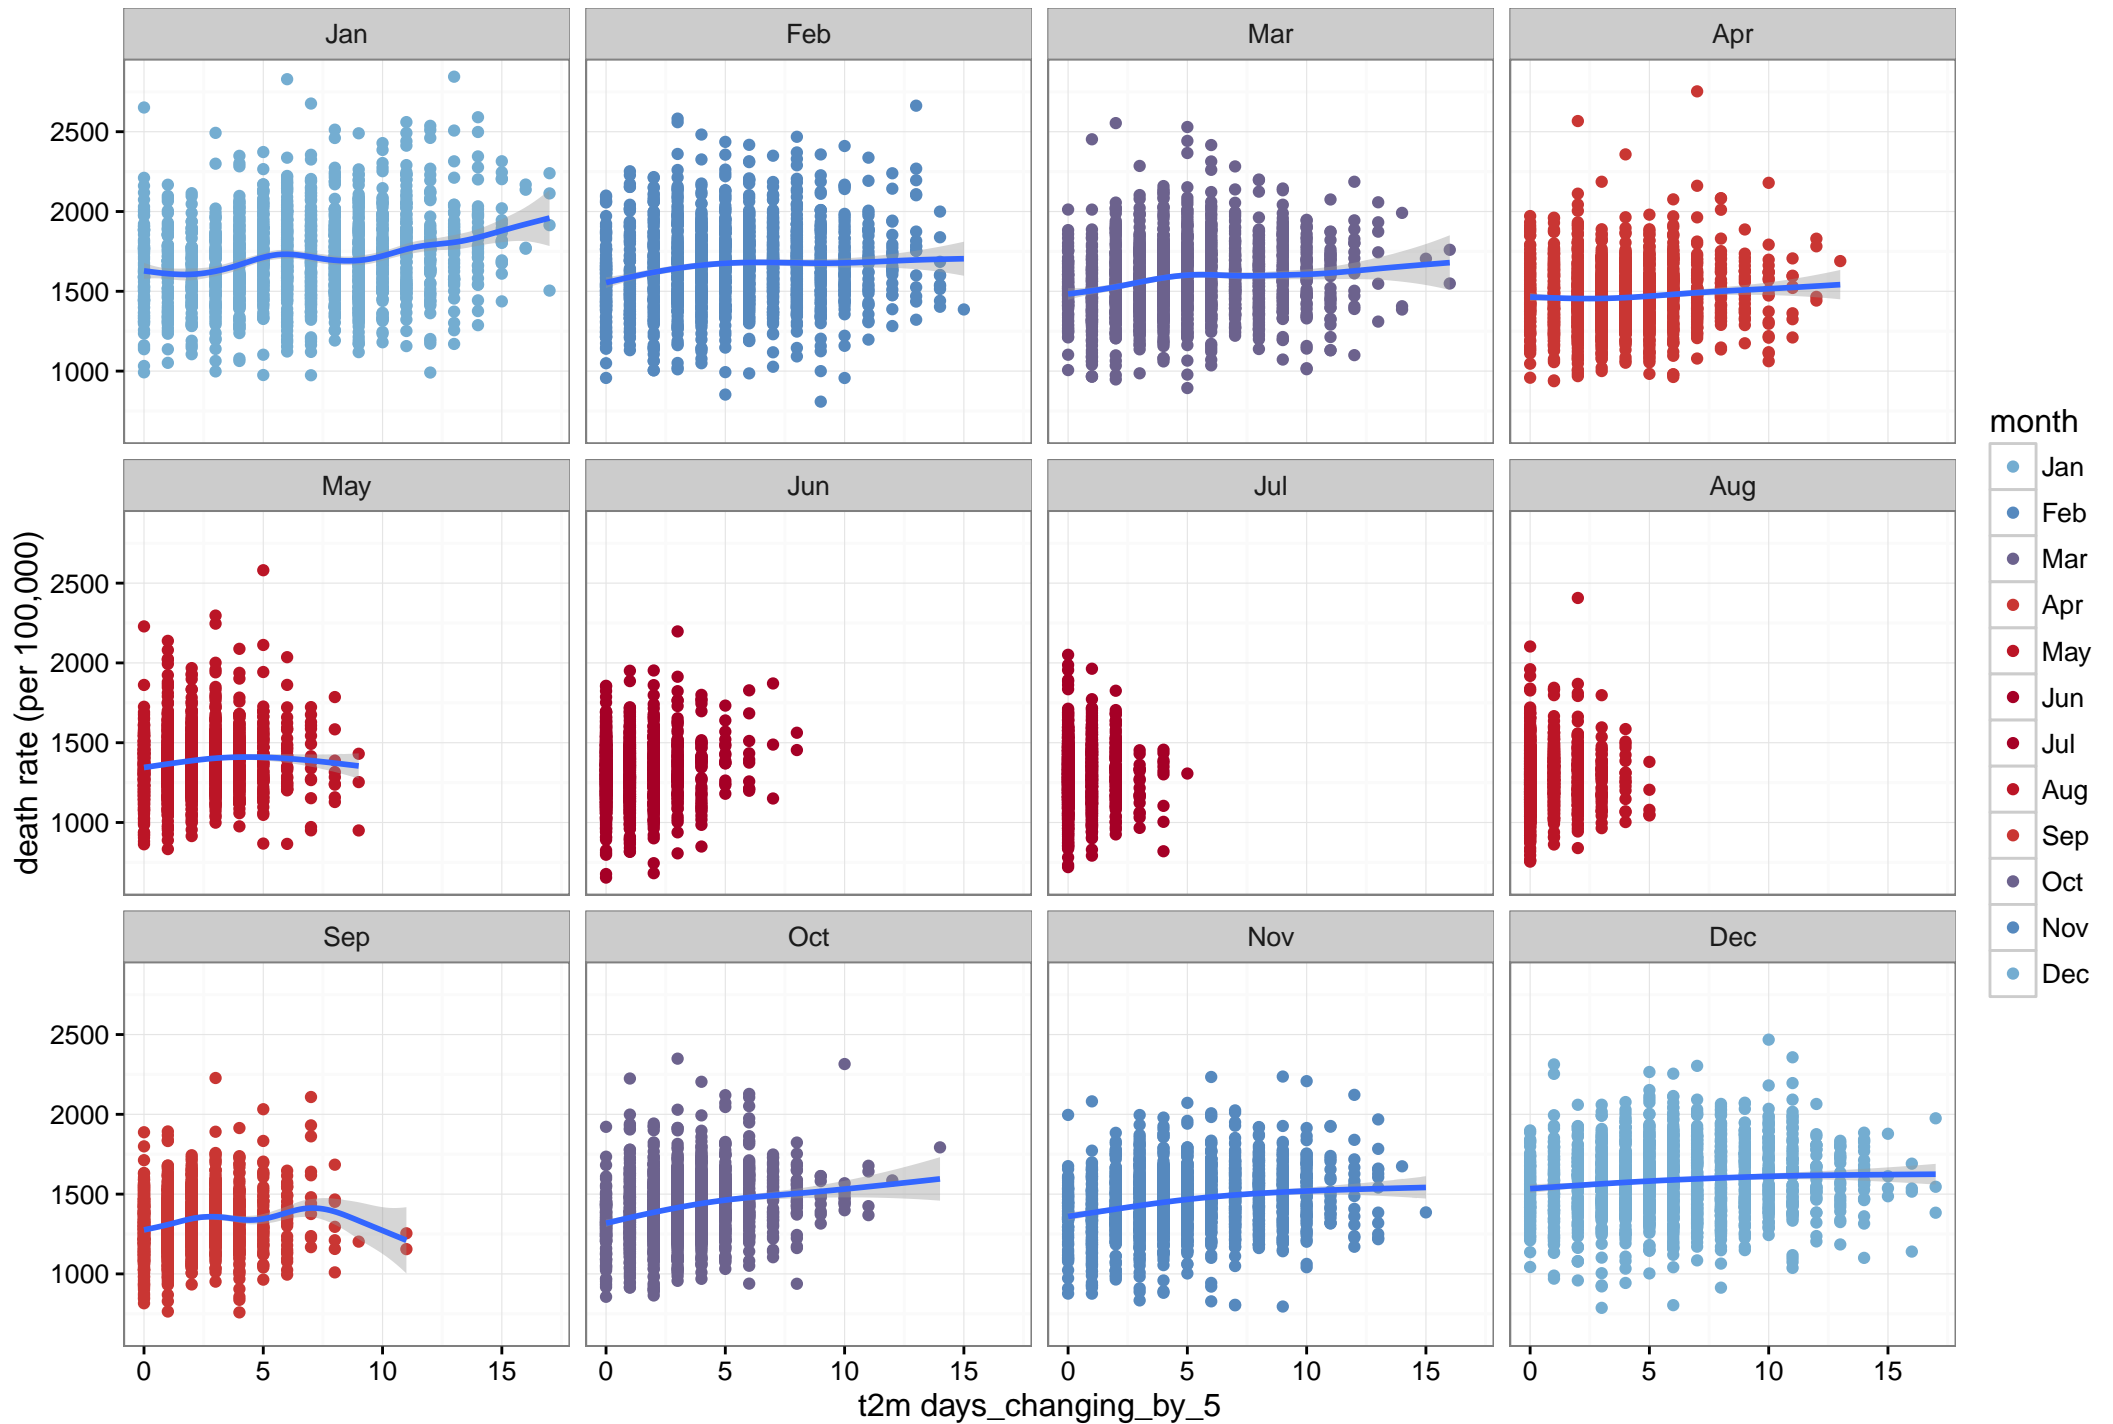 Jan Feb Mar Apr
2500
2000
1500
1000
May Jun Jul Aug
2500
2000
1500
1000
Sep Oct Nov Dec
2500
2000
1500
1000
0 5 10 15 0 5 10 15 0 5 10 15 0 5 10 15
t2m days_changing_by_5
death rate (per 100,000)
month
Jan
Feb
Mar
Apr
May
Jun
Jul
Aug
Sep
Oct
Nov
Dec